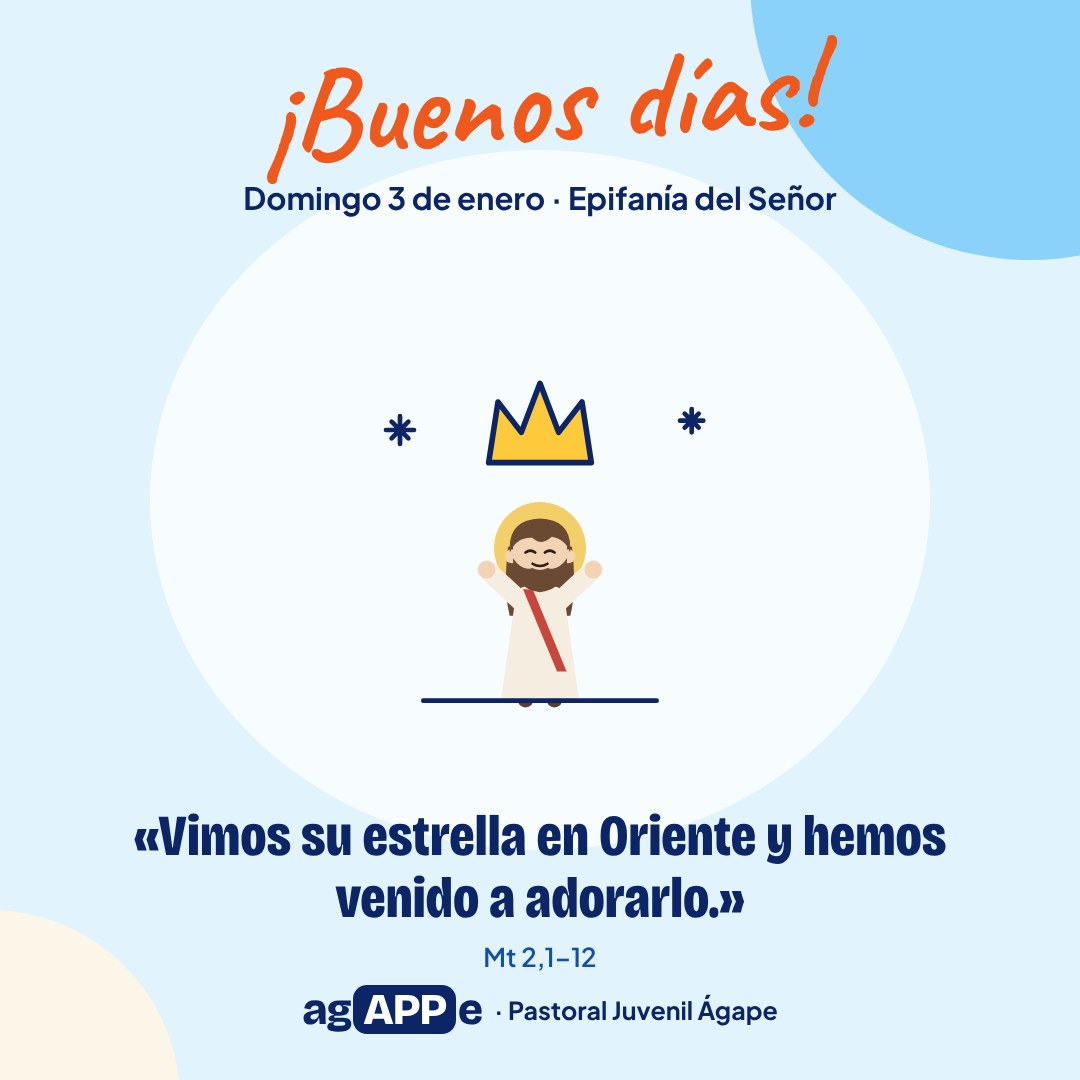 ¡Buenos días!
Domingo 3 de enero · Epifanía del Señor
«Vimos su estrella en Oriente y hemos
venido a adorarlo.»
Mt 2,1–12
agAPPe · Pastoral Juvenil Ágape